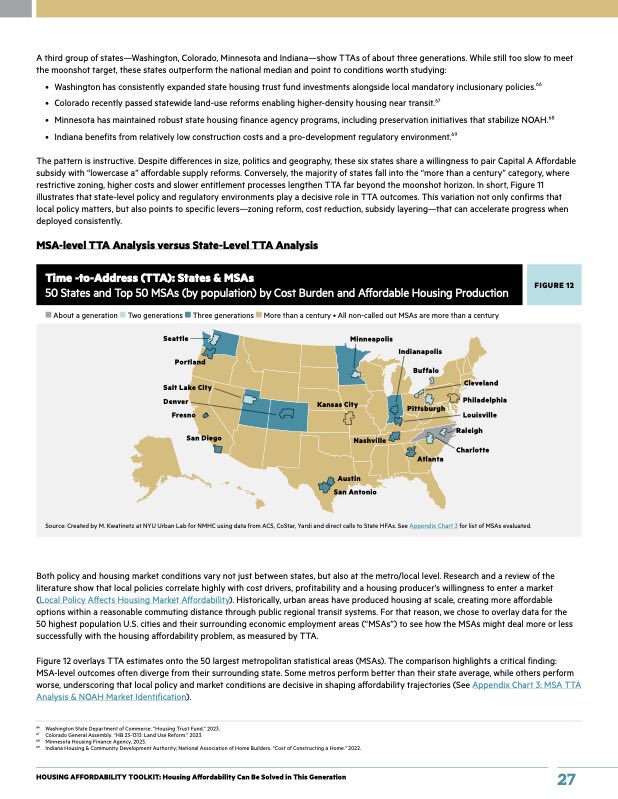 A third group of states—Washington, Colorado, Minnesota and Indiana—show TTAs of about three generations. While still too slow to meet
the moonshot target, these states outperform the national median and point to conditions worth studying:
• Washington has consistently expanded state housing trust fund investments alongside local mandatory inclusionary policies.66
• Colorado recently passed statewide land-use reforms enabling higher-density housing near transit.67
• Minnesota has maintained robust state housing finance agency programs, including preservation initiatives that stabilize NOAH.68
• Indiana benefits from relatively low construction costs and a pro-development regulatory environment.69
The pattern is instructive. Despite differences in size, politics and geography, these six states share a willingness to pair Capital A Affordable
subsidy with “lowercase a” affordable supply reforms. Conversely, the majority of states fall into the “more than a century” category, where
restrictive zoning, higher costs and slower entitlement processes lengthen TTA far beyond the moonshot horizon. In short, Figure 11
illustrates that state-level policy and regulatory environments play a decisive role in TTA outcomes. This variation not only confirms that
local policy matters, but also points to specific levers—zoning reform, cost reduction, subsidy layering—that can accelerate progress when
deployed consistently.
MSA-level TTA Analysis versus State-Level TTA Analysis
Time -to-Address (TTA): States & MSAs
50 States and Top 50 MSAs (by population) by Cost Burden and Affordable Housing Production
FIGURE 12
About a generation Two generations Three generations More than a century • All non-called out MSAs are more than a century
Seattle
Portland
Salt Lake City
Denver
Fresno
San Diego
Minneapolis
Indianapolis
Buffalo
Cleveland
Kansas City
Philadelphia
Pittsburgh
Louisville
Raleigh
Nashville
Charlotte
Atlanta
Austin
San Antonio
Source: Created by M. Kwatinetz at NYU Urban Lab for NMHC using data from ACS, CoStar, Yardi and direct calls to State HFAs. See Appendix Chart 3 for list of MSAs evaluated.
Both policy and housing market conditions vary not just between states, but also at the metro/local level. Research and a review of the
literature show that local policies correlate highly with cost drivers, profitability and a housing producer’s willingness to enter a market
(Local Policy Affects Housing Market Affordability). Historically, urban areas have produced housing at scale, creating more affordable
options within a reasonable commuting distance through public regional transit systems. For that reason, we chose to overlay data for the
50 highest population U.S. cities and their surrounding economic employment areas (“MSAs”) to see how the MSAs might deal more or less
successfully with the housing affordability problem, as measured by TTA.
Figure 12 overlays TTA estimates onto the 50 largest metropolitan statistical areas (MSAs). The comparison highlights a critical finding:
MSA-level outcomes often diverge from their surrounding state. Some metros perform better than their state average, while others perform
worse, underscoring that local policy and market conditions are decisive in shaping affordability trajectories (See Appendix Chart 3: MSA TTA
Analysis & NOAH Market Identification).
66 Washington State Department of Commerce. “Housing Trust Fund.” 2023.
67 Colorado General Assembly. “HB 23-1313: Land Use Reform.” 2023.
68 Minnesota Housing Finance Agency, 2023.
69 Indiana Housing & Community Development Authority; National Association of Home Builders. “Cost of Constructing a Home.” 2022.
HOUSING AFFORDABILITY TOOLKIT: Housing Affordability Can Be Solved in This Generation
27